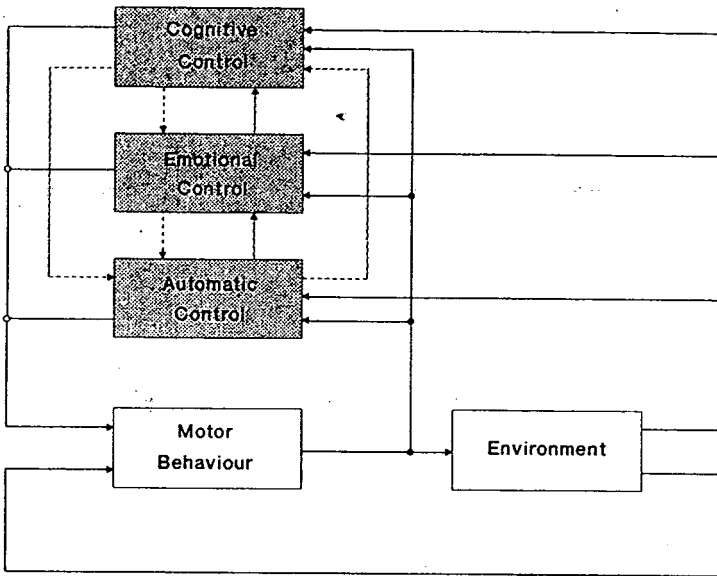 Cognitive
Control
A
Emotional
Control
Automatic
Control
Motor
Behaviour
Environment